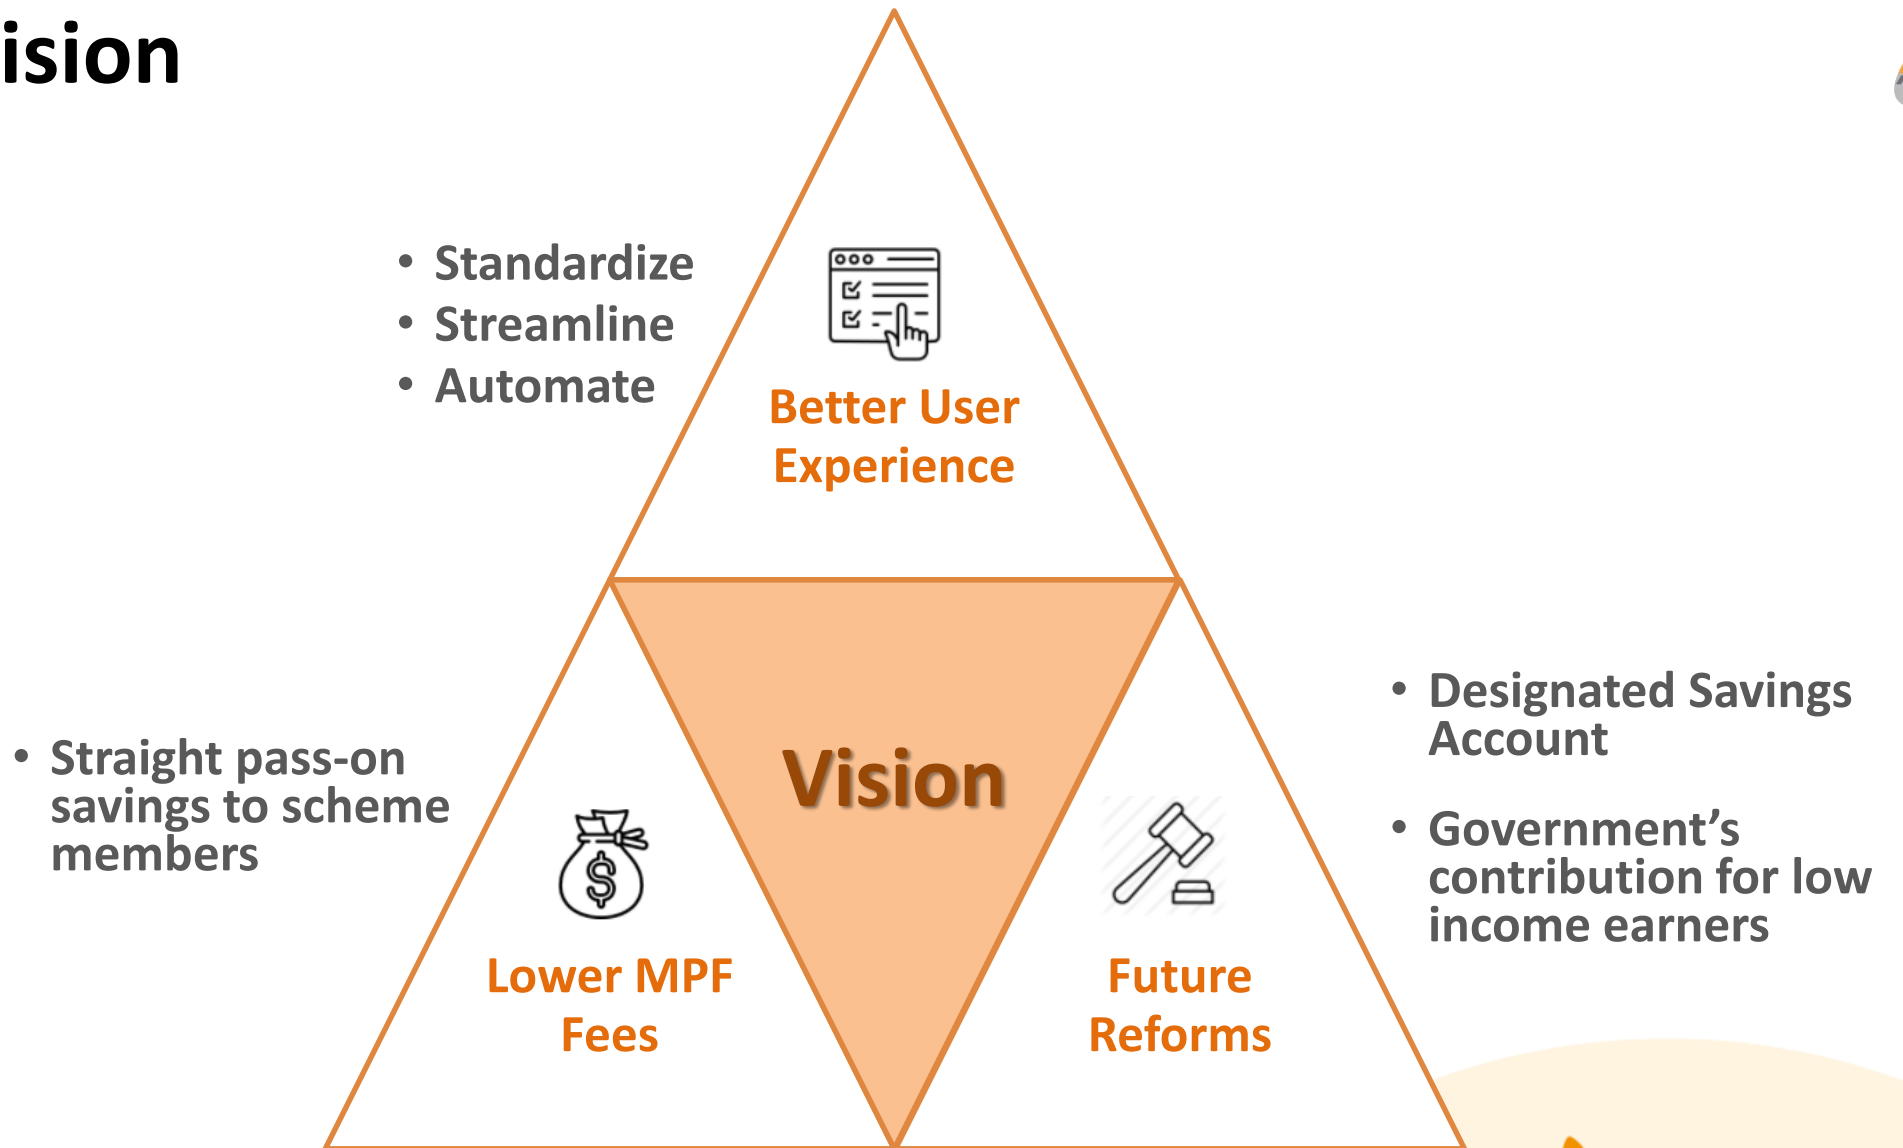 ision
• Standardize
• Streamline
• Automate
Better User
Experience
• Straight pass-on
savings to scheme
members
Vision
• Designated Savings
Account
• Government’s
contribution for low
income earners
Lower MPF
Fees
Future
Reforms